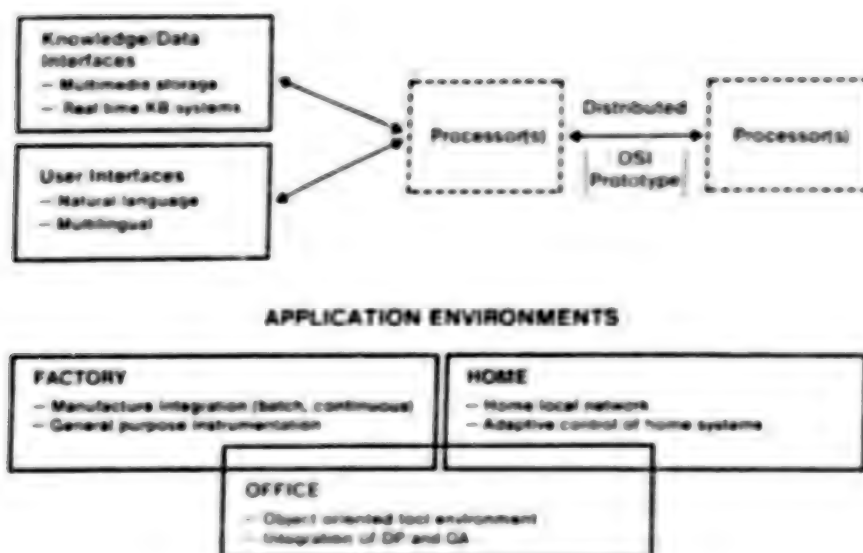 Knowledge/Data
Interfaces
— Multimedia storage
— Real time KB systems
User Interfaces
— Natural language
— Multilingual
Processor(s)
Distributed
OSI
Prototype
Processor(s)
APPLICATION ENVIRONMENTS
FACTORY
— Manufacture integration (batch, continuous)
— General purpose instrumentation
HOME
— Home local network
— Adaptive control of home systems
OFFICE
— Object oriented tool environment
— Integration of DP and OA